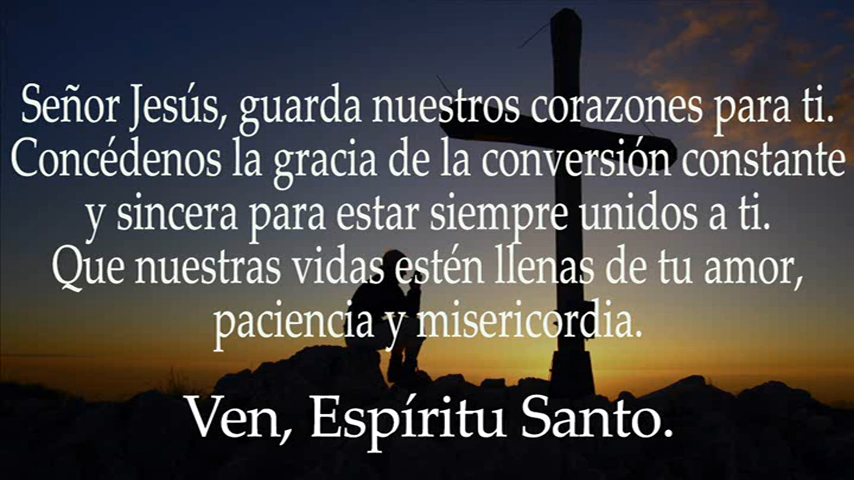 Señor Jesús, guarda nuestros corazones para ti.
Concédenos la gracia de la conversión constante
y sincera para estar siempre unidos a ti.
Que nuestras vidas estén llenas de tu amor,
paciencia y misericordia.
Ven, Espíritu Santo.